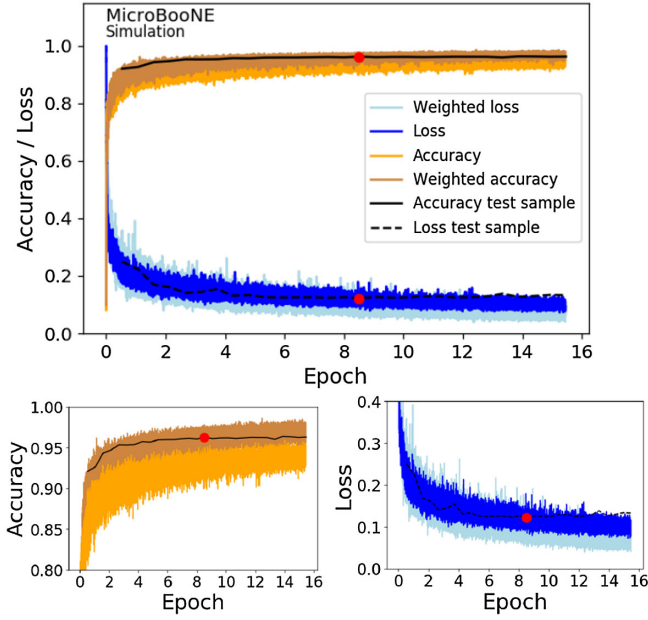 MicroBooNE
Simulation
1.0
0.8
0.6
0.4
0.2
0.0
Accuracy / Loss
Weighted loss
Loss
Accuracy
Weighted accuracy
Accuracy test sample
Loss test sample
0 2 4 6 8 10 12 14 16
Epoch
1.00
0.95
0.90
0.85
0.80
Accuracy
0 2 4 6 8 10 12 14 16
Epoch
0.4
0.3
0.2
0.1
0.0
Loss
0 2 4 6 8 10 12 14 16
Epoch